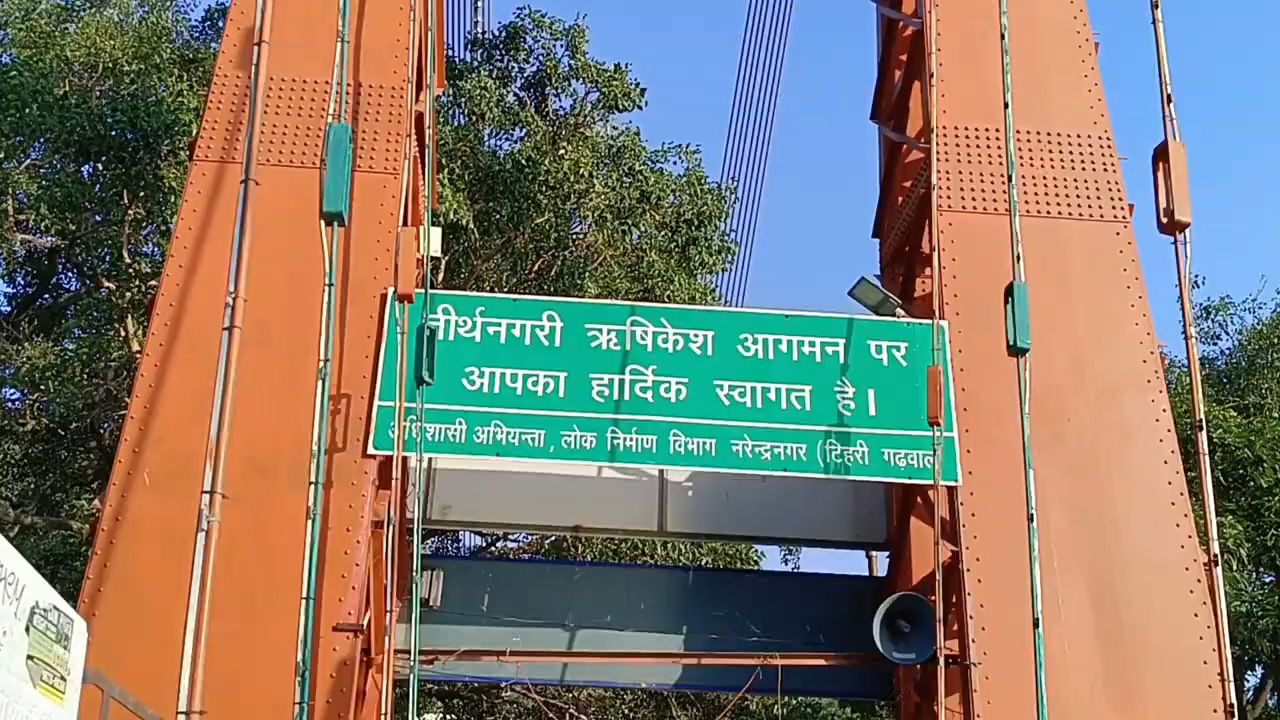 तीर्थनगरी ऋषिकेश आगमन पर
आपका हार्दिक स्वागत है।
अधिशासी अभियन्ता, लोक निर्माण विभाग नरेन्द्रनगर (टिहरी गढ़वाल